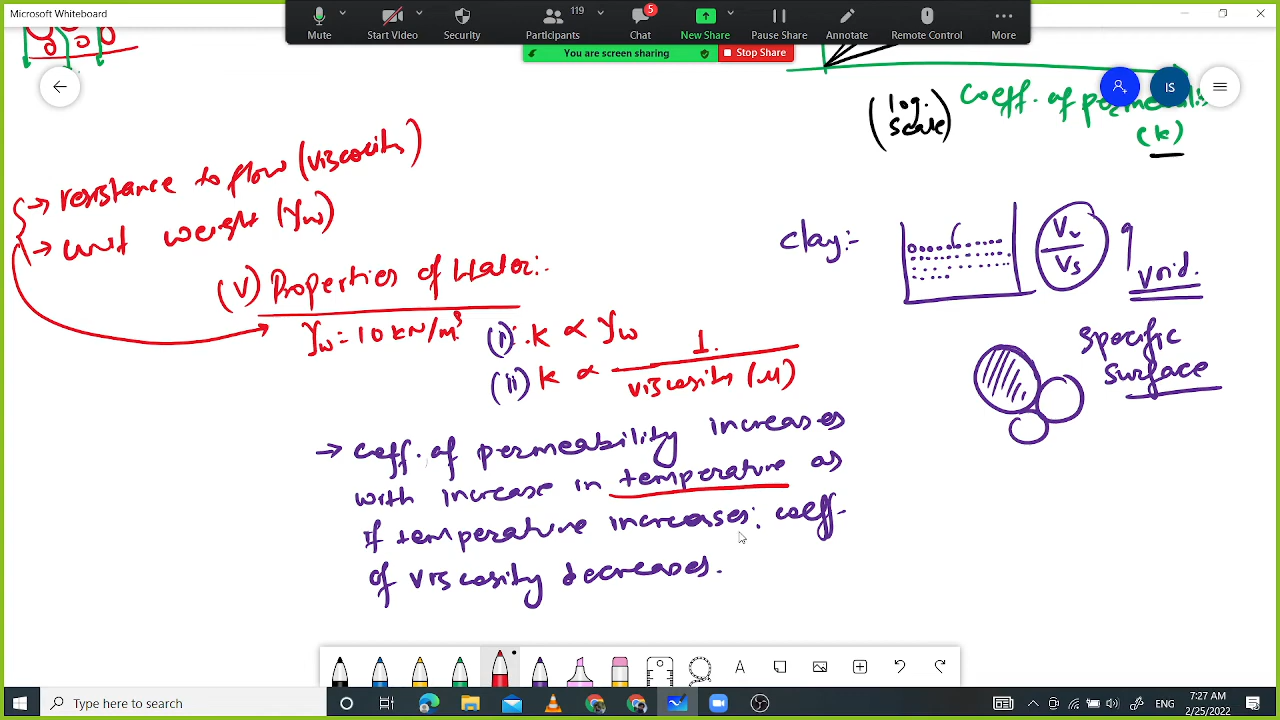 Microsoft Whiteboard
Mute
Start Video
Security
119
Participants
5
Chat
New Share
Pause Share
Annotate
Remote Control
More
You are screen sharing
Stop Share
IS
(log. scale)
coeff. of
(k)
→ resistance to flow (viscosity)
→ unit weight (γw)
(V) Properties of Water:-
γw = 10 kN/m³
(i) k ∝ γw
(ii) k ∝ 1 / viscosity (μ)
→ coeff. of permeability increases
with increase in temperature as
if temperature increases; coeff.
of viscosity decreases.
clay:-
Vv
Vs
void.
specific
surface
A
Type here to search
ENG
7:27 AM
2/25/2022